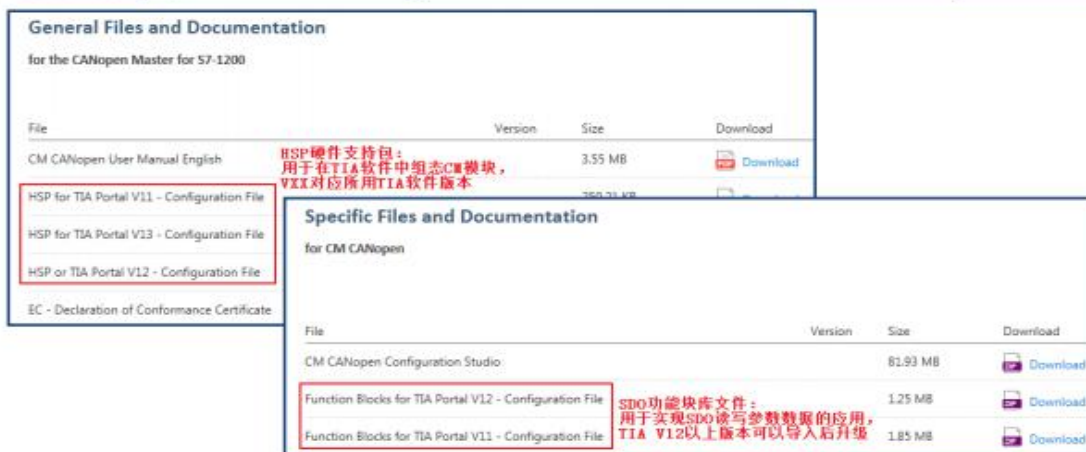 General Files and Documentation
for the CANopen Master for S7-1200
File Version Size Download
CM CANopen User Manual English 3.55 MB Download
HSP硬件支持包：
用于在TIA软件中组态CM模块，
VXX对应所用TIA软件版本
HSP for TIA Portal V11 - Configuration File
HSP for TIA Portal V13 - Configuration File
HSP or TIA Portal V12 - Configuration File
EC - Declaration of Conformance Certificate
Specific Files and Documentation
for CM CANopen
File Version Size Download
CM CANopen Configuration Studio 81.93 MB Download
Function Blocks for TIA Portal V12 - Configuration File 1.25 MB Download
SDO功能块库文件：
用于实现SDO读写参数数据的应用，
TIA V12以上版本可以导入后升级
Function Blocks for TIA Portal V11 - Configuration File 1.85 MB Download